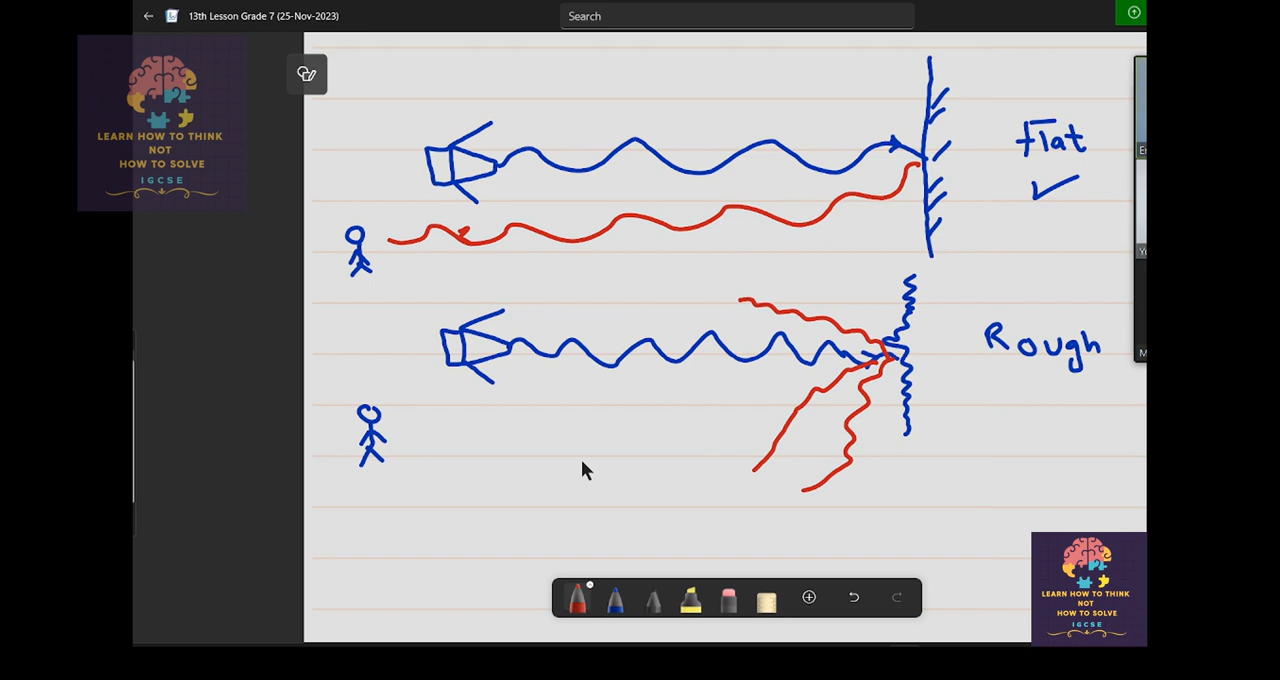 13th Lesson Grade 7 (25-Nov-2023)
Search
LEARN HOW TO THINK
NOT
HOW TO SOLVE
IGCSE
flat
Rough
LEARN HOW TO THINK
NOT
HOW TO SOLVE
IGCSE